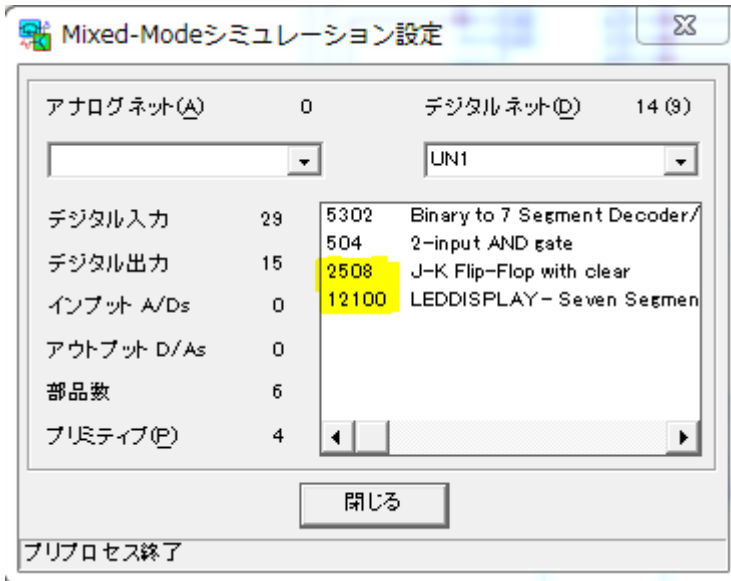 Mixed-Modeシミュレーション設定
アナログ ネット(A) 0 デジタル ネット(D) 14 (9)
UN1
デジタル入力 29
デジタル出力 15
インプット A/Ds 0
アウトプット D/As 0
部品数 6
プリミティブ(P) 4
5302 Binary to 7 Segment Decoder/
504 2-input AND gate
2508 J-K Flip-Flop with clear
12100 LEDDISPLAY - Seven Segmen
閉じる
プリプロセス終了